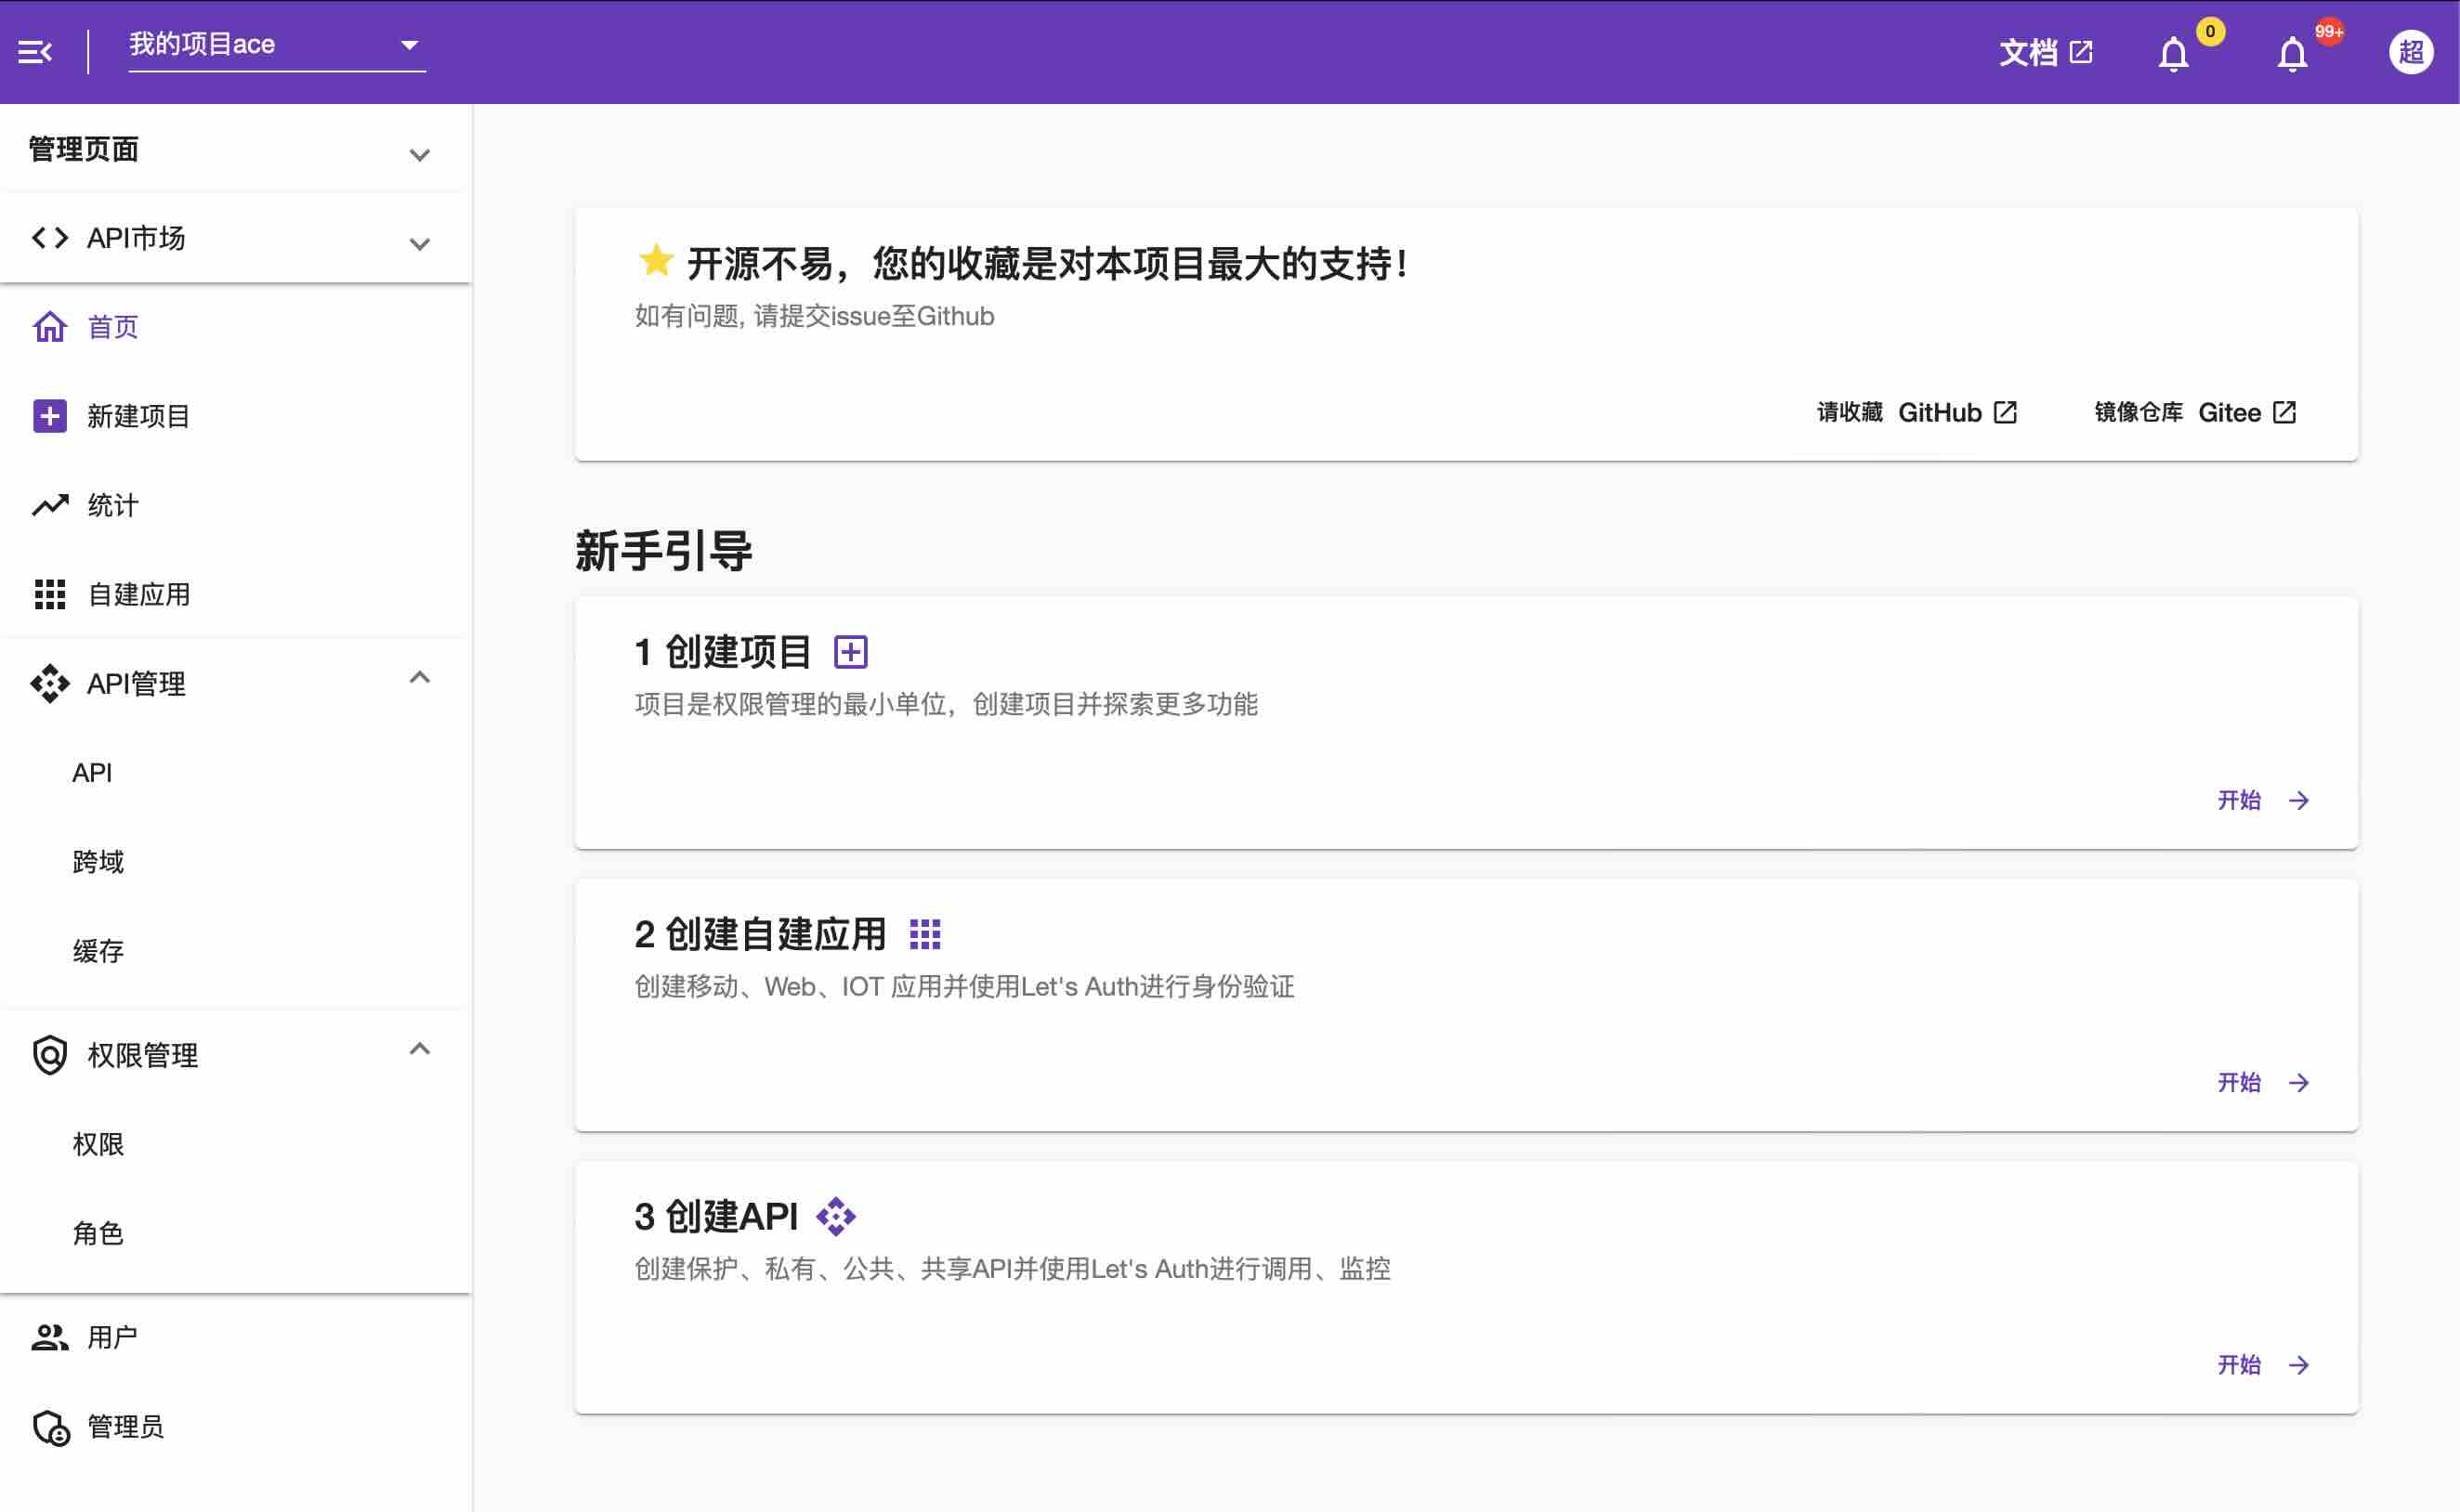 我的项目ace
文档
0
99+
超
管理页面
API市场
首页
新建项目
统计
自建应用
API管理
API
跨域
缓存
权限管理
权限
角色
用户
管理员
开源不易，您的收藏是对本项目最大的支持！
如有问题, 请提交issue至Github
请收藏 GitHub
镜像仓库 Gitee
新手引导
1 创建项目
项目是权限管理的最小单位，创建项目并探索更多功能
开始
2 创建自建应用
创建移动、Web、IOT 应用并使用Let's Auth进行身份验证
开始
3 创建API
创建保护、私有、公共、共享API并使用Let's Auth进行调用、监控
开始